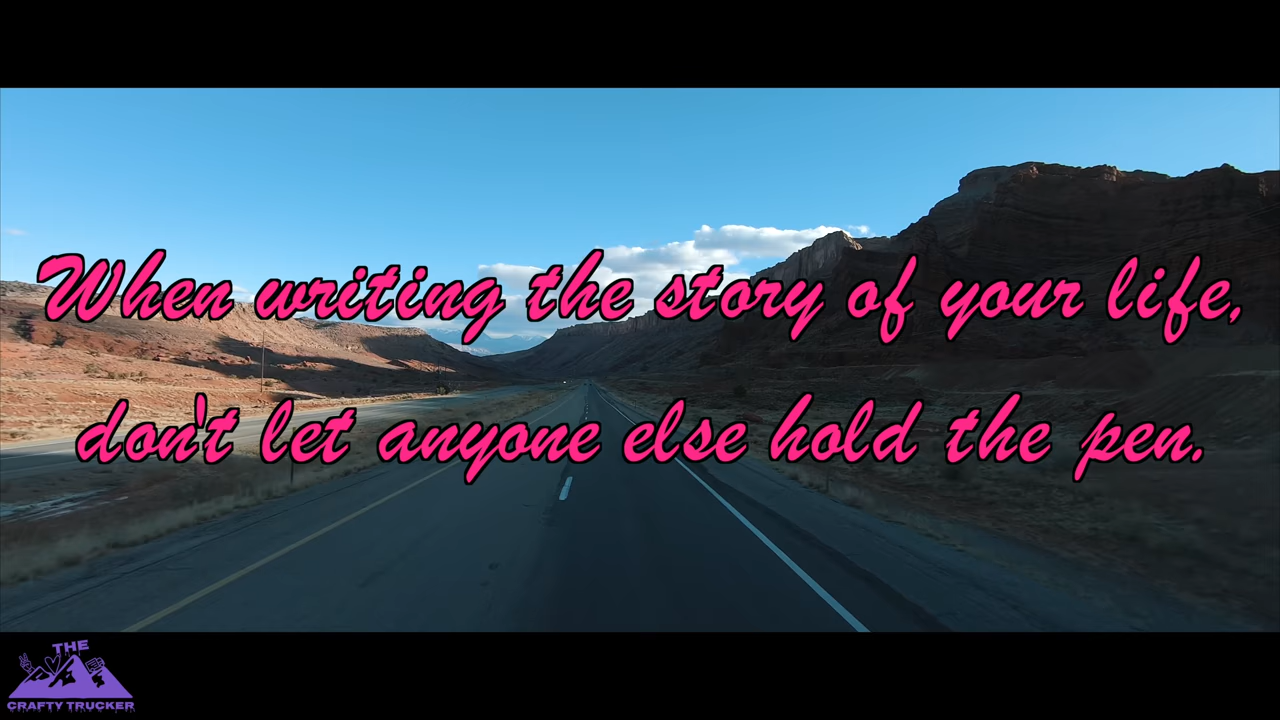 When writing the story of your life,
don't let anyone else hold the pen.
THE
CRAFTY TRUCKER